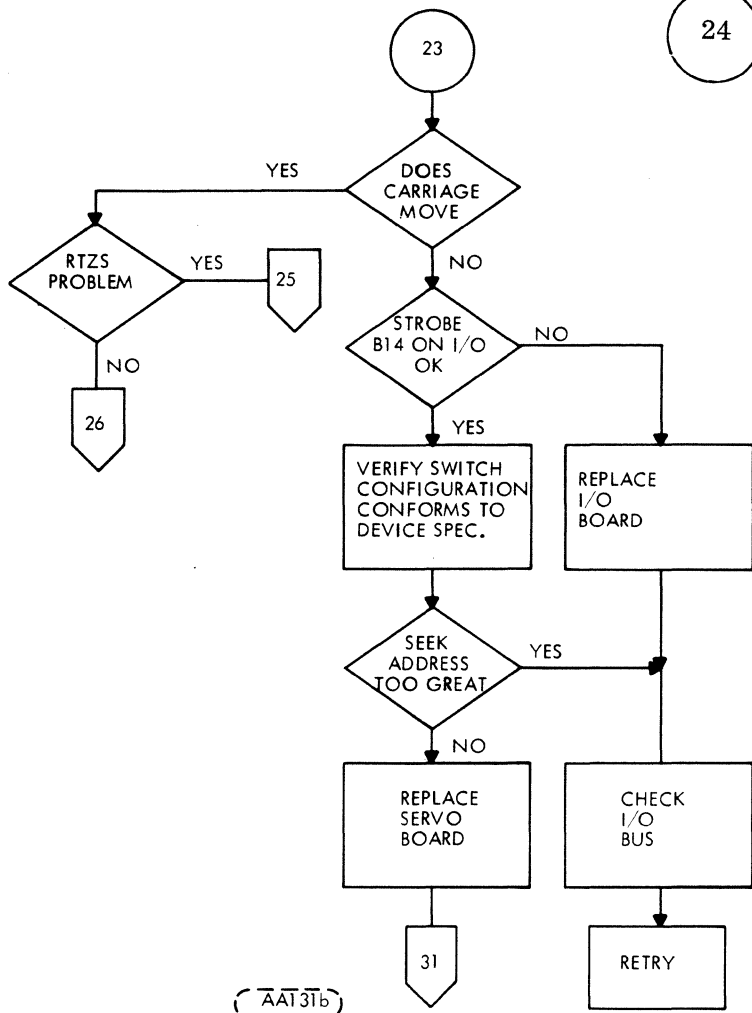 23
24
YES
DOES
CARRIAGE
MOVE
RTZS
PROBLEM
YES
25
NO
NO
26
STROBE
B14 ON I/O
OK
NO
YES
VERIFY SWITCH
CONFIGURATION
CONFORMS TO
DEVICE SPEC.
REPLACE
I/O
BOARD
SEEK
ADDRESS
TOO GREAT
YES
NO
REPLACE
SERVO
BOARD
CHECK
I/O
BUS
31
RETRY
AA131b